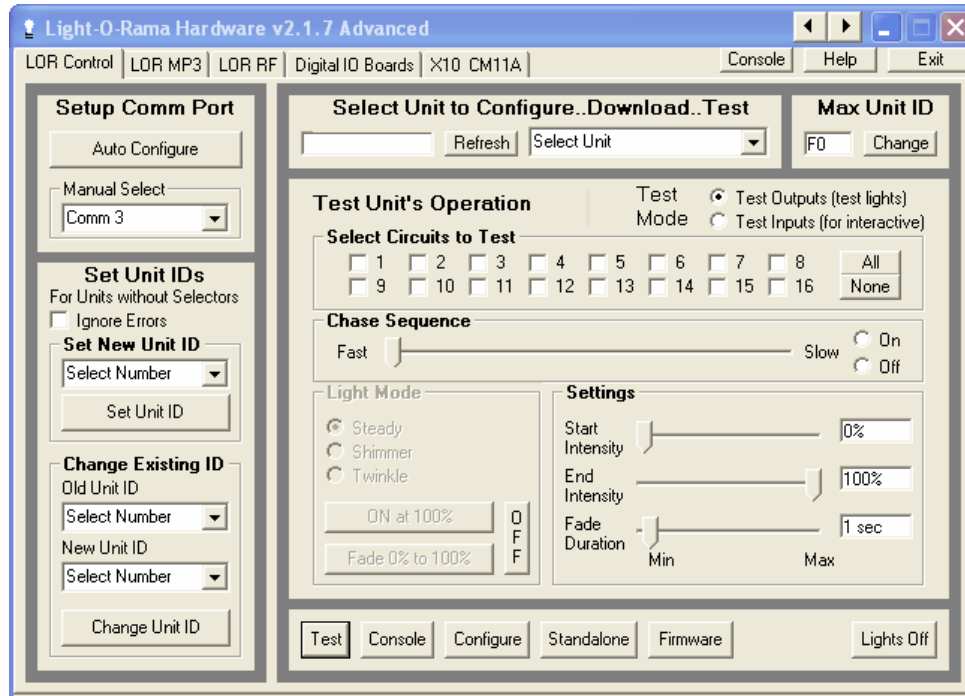 Light-O-Rama Hardware v2.1.7 Advanced
LOR Control LOR MP3 LOR RF Digital IO Boards X10 CM11A Console Help Exit
Setup Comm Port
Auto Configure
Manual Select
Comm 3
Set Unit IDs
For Units without Selectors
Ignore Errors
Set New Unit ID
Select Number
Set Unit ID
Change Existing ID
Old Unit ID
Select Number
New Unit ID
Select Number
Change Unit ID
Select Unit to Configure..Download..Test
Refresh Select Unit
Max Unit ID
F0 Change
Test Unit's Operation
Test Mode
Test Outputs (test lights)
Test Inputs (for interactive)
Select Circuits to Test
1 2 3 4 5 6 7 8 All
9 10 11 12 13 14 15 16 None
Chase Sequence
Fast Slow
On
Off
Light Mode
Steady
Shimmer
Twinkle
ON at 100%
Fade 0% to 100%
OFF
Settings
Start Intensity 0%
End Intensity 100%
Fade Duration 1 sec
Min Max
Test Console Configure Standalone Firmware Lights Off